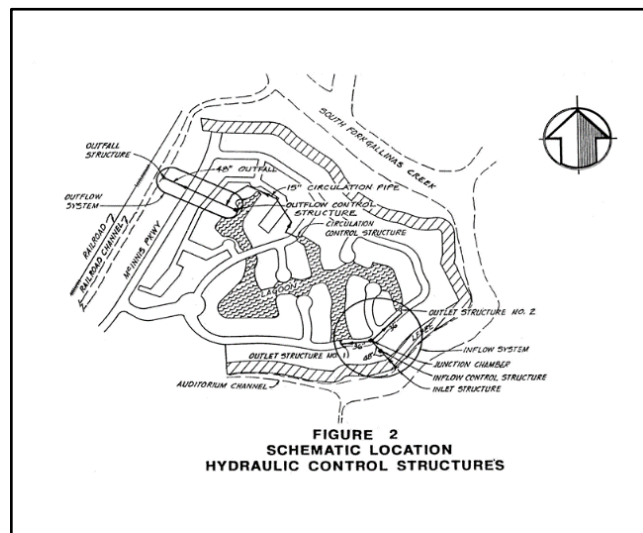 SOUTH FORK GALLINAS CREEK
OUTFALL
STRUCTURE
48" OUTFALL
15" CIRCULATION PIPE
OUTFLOW
SYSTEM
OUTFLOW CONTROL
STRUCTURE
CIRCULATION
CONTROL STRUCTURE
RAILROAD
RAILROAD CHANNEL
McINNIS PKWY
LAGOON
OUTLET STRUCTURE NO. 2
36"
LEVEE
36"
48"
INFLOW SYSTEM
OUTLET STRUCTURE NO. 1
JUNCTION CHAMBER
INFLOW CONTROL STRUCTURE
INLET STRUCTURE
AUDITORIUM CHANNEL
FIGURE 2
SCHEMATIC LOCATION
HYDRAULIC CONTROL STRUCTURES